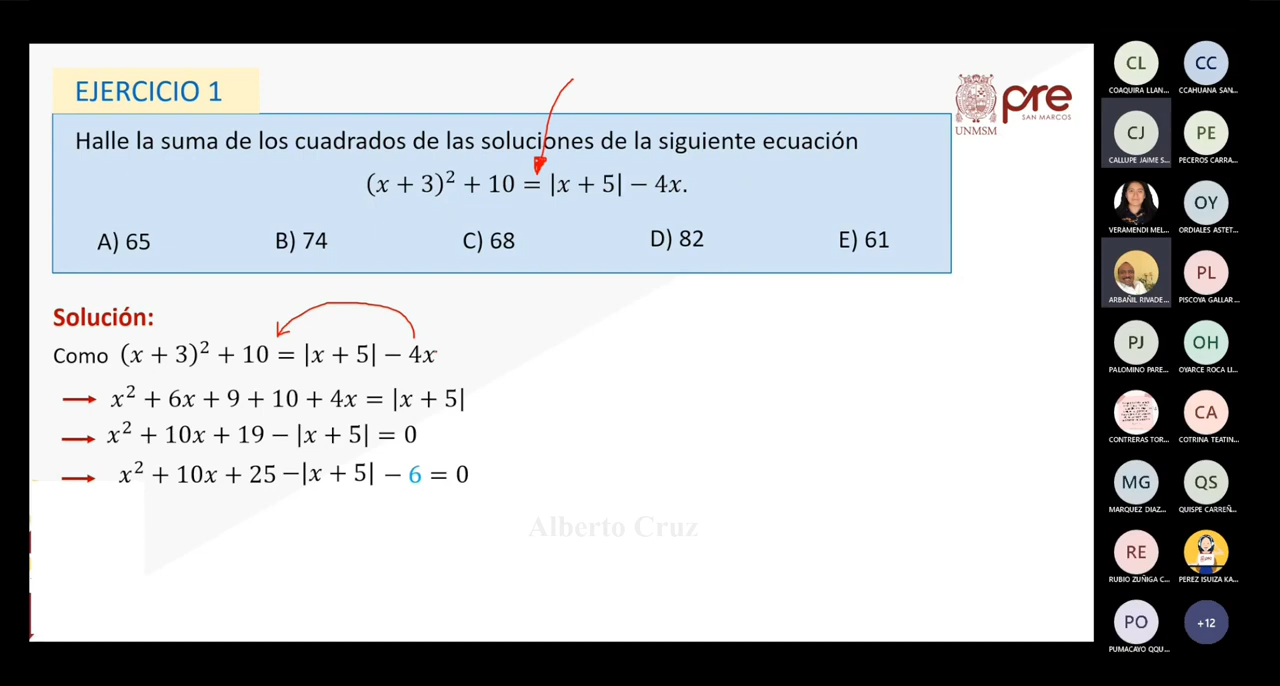 EJERCICIO 1
UNMSM
pre
SAN MARCOS
Halle la suma de los cuadrados de las soluciones de la siguiente ecuación
(x + 3)² + 10 = |x + 5| − 4x.
A) 65 B) 74 C) 68 D) 82 E) 61
Solución:
Como (x + 3)² + 10 = |x + 5| − 4x
→ x² + 6x + 9 + 10 + 4x = |x + 5|
→ x² + 10x + 19 − |x + 5| = 0
→ x² + 10x + 25 −|x + 5| − 6 = 0
Alberto Cruz
CL CC
COAQUIRA LLAN... CCAHUANA SAN...
CJ PE
CALLUPE JAIME S... PECEROS CARRA...
OY
VERAMENDI MEL... ORDIALES ASTET...
PL
ARBAÑIL RIVADE... PISCOYA GALLAR...
PJ OH
PALOMINO PARE... OYARCE ROCA LI...
CA
CONTRERAS TOR... COTRINA TEATIN...
MG QS
MARQUEZ DIAZ... QUISPE CARREÑ...
RE
RUBIO ZUÑIGA C... PEREZ ISUIZA KA...
PO +12
PUMACAYO QQU...